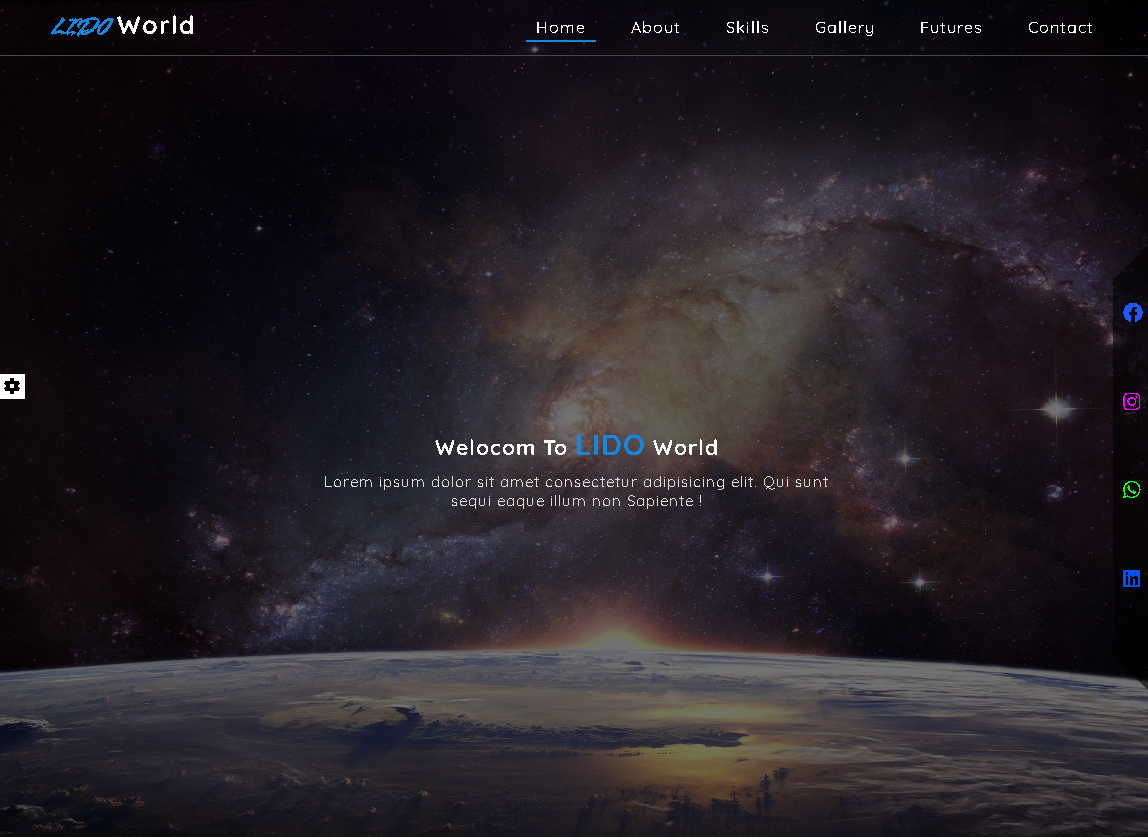 LIDO World
Home About Skills Gallery Futures Contact
Welocom To LIDO World
Lorem ipsum dolor sit amet consectetur adipisicing elit. Qui sunt
sequi eaque illum non Sapiente !